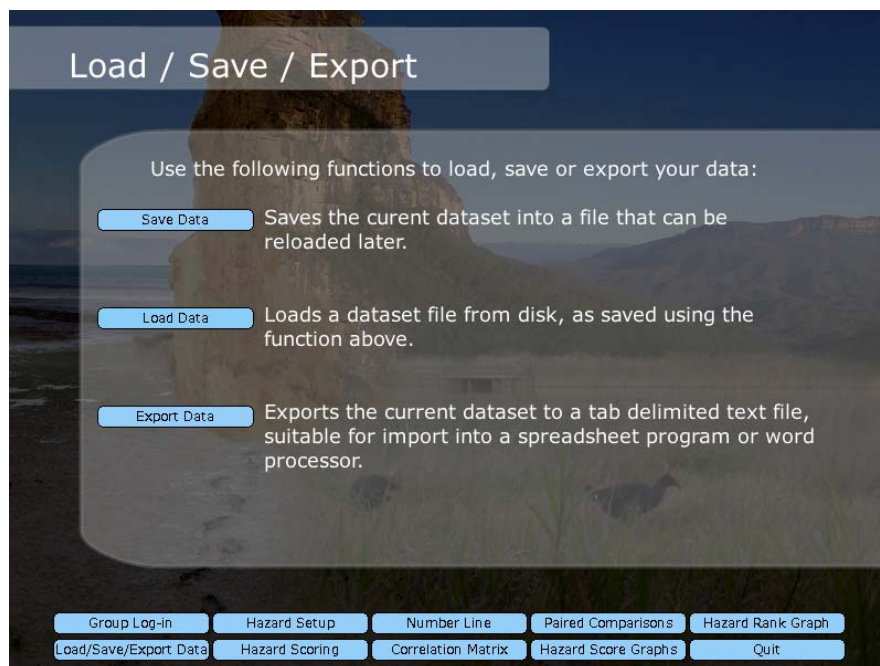 Load / Save / Export
Use the following functions to load, save or export your data:
Save Data
Saves the curent dataset into a file that can be
reloaded later.
Load Data
Loads a dataset file from disk, as saved using the
function above.
Export Data
Exports the current dataset to a tab delimited text file,
suitable for import into a spreadsheet program or word
processor.
Group Log-in
Hazard Setup
Number Line
Paired Comparisons
Hazard Rank Graph
Load/Save/Export Data
Hazard Scoring
Correlation Matrix
Hazard Score Graphs
Quit